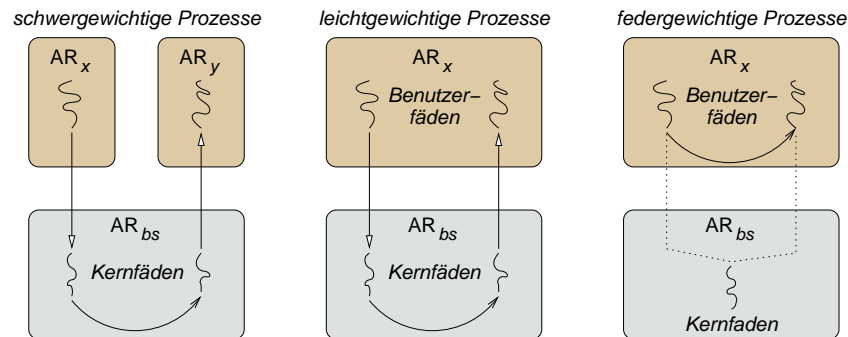 schwergewichtige Prozesse
AR x
AR y
AR bs
Kernfäden
leichtgewichtige Prozesse
AR x
Benutzer–
fäden
AR bs
Kernfäden
federgewichtige Prozesse
AR x
Benutzer–
fäden
AR bs
Kernfaden